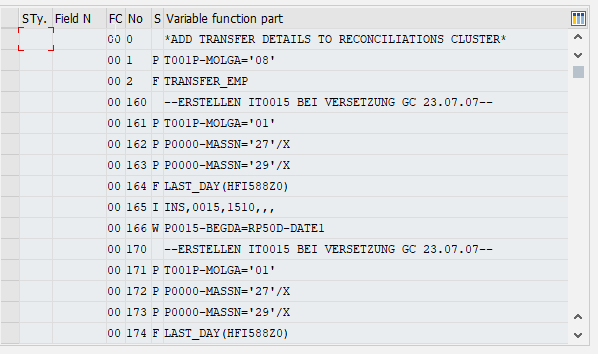 STy. Field N FC No S Variable function part
00 0 *ADD TRANSFER DETAILS TO RECONCILIATIONS CLUSTER*
00 1 P T001P-MOLGA='08'
00 2 F TRANSFER_EMP
00 160 --ERSTELLEN IT0015 BEI VERSETZUNG GC 23.07.07--
00 161 P T001P-MOLGA='01'
00 162 P P0000-MASSN='27'/X
00 163 P P0000-MASSN='29'/X
00 164 F LAST_DAY(HFI588Z0)
00 165 I INS,0015,1510,,,
00 166 W P0015-BEGDA=RP50D-DATE1
00 170 --ERSTELLEN IT0015 BEI VERSETZUNG GC 23.07.07--
00 171 P T001P-MOLGA='01'
00 172 P P0000-MASSN='27'/X
00 173 P P0000-MASSN='29'/X
00 174 F LAST_DAY(HFI588Z0)